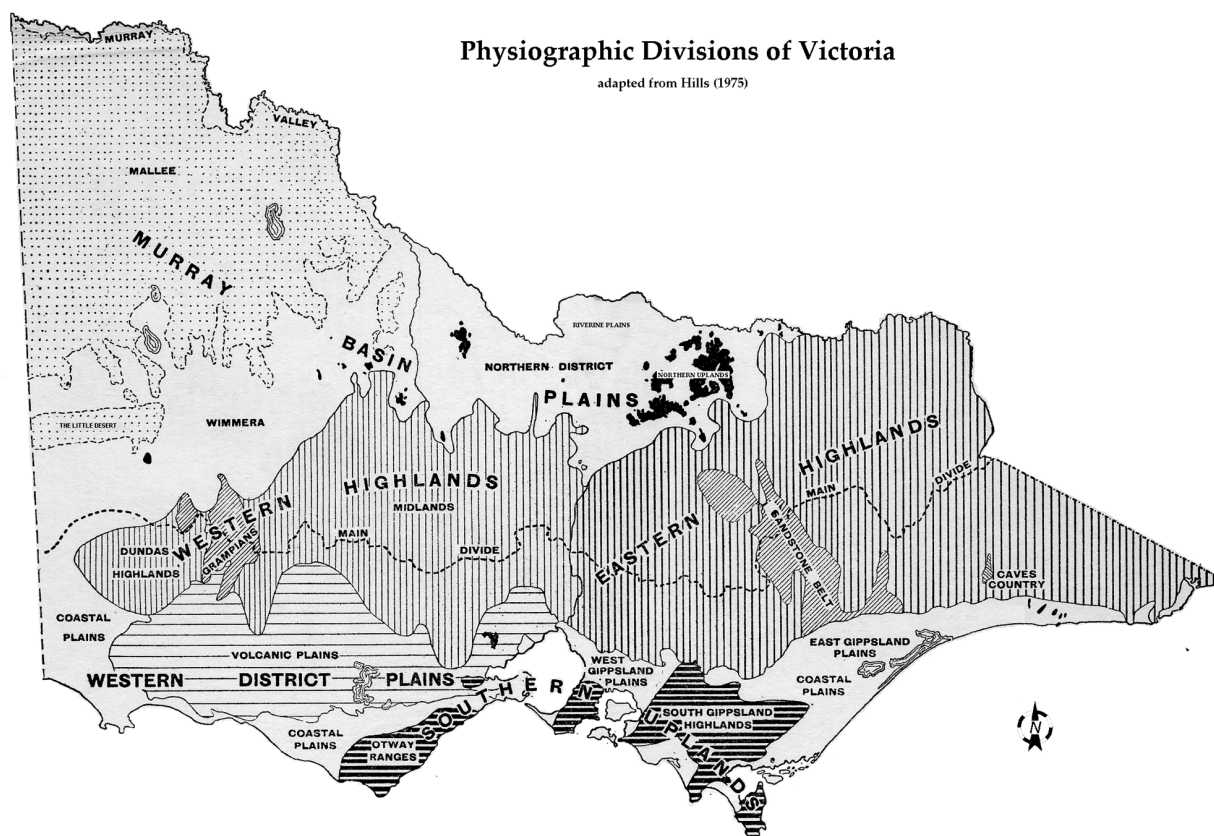 Physiographic Divisions of Victoria
adapted from Hills (1975)
MURRAY
VALLEY
MALLEE
MURRAY
BASIN
RIVERINE PLAINS
NORTHERN DISTRICT
PLAINS
NORTHERN UPLANDS
THE LITTLE DESERT
WIMMERA
HIGHLANDS
MIDLANDS
WESTERN
GRAMPIANS
DUNDAS
HIGHLANDS
MAIN
DIVIDE
HIGHLANDS
EASTERN
MAIN
DIVIDE
SANDSTONE BELT
CAVES
COUNTRY
COASTAL
PLAINS
VOLCANIC PLAINS
WESTERN DISTRICT PLAINS
COASTAL
PLAINS
OTWAY
RANGES
SOUTHERN
UPLANDS
WEST
GIPPSLAND
PLAINS
SOUTH GIPPSLAND
HIGHLANDS
EAST GIPPSLAND
PLAINS
COASTAL
PLAINS
N